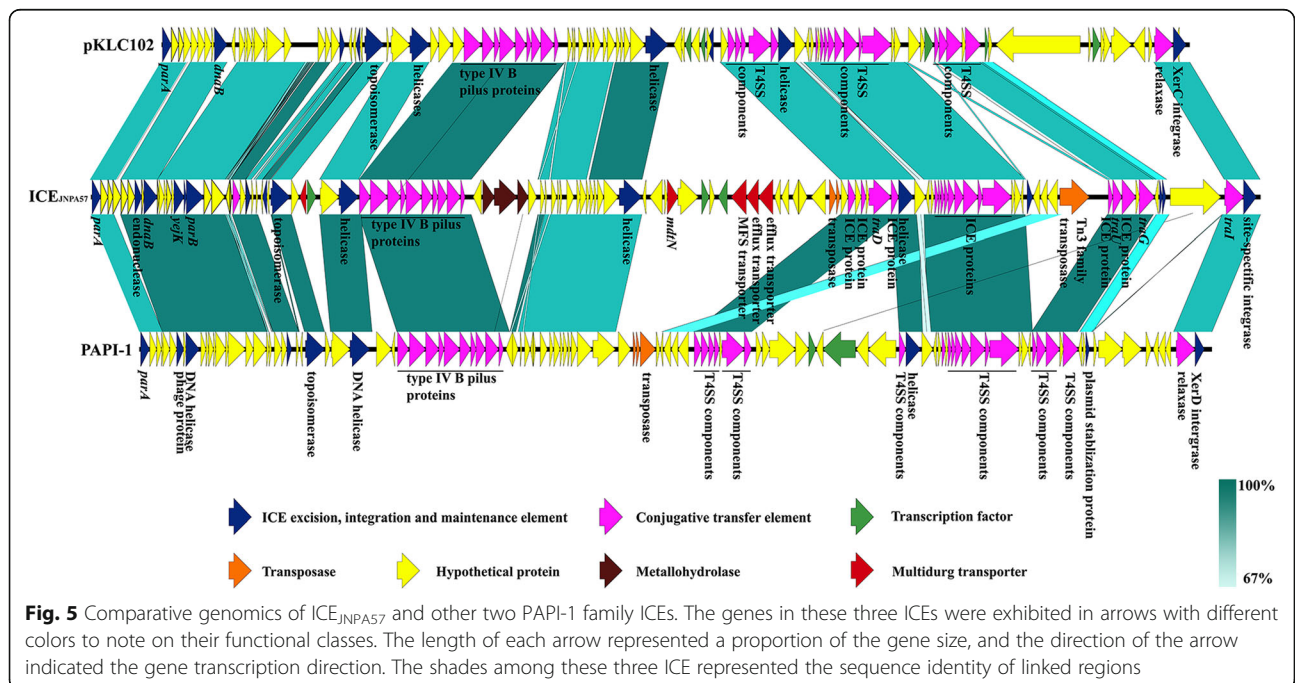 pKLC102
parA
dnaB
topoisomerase
helicases
type IV B
pilus proteins
helicase
T4SS
components
helicase
T4SS
components
T4SS
components
relaxase
XerC integrase
ICEJNPA57
parA
endonuclease
dnaB
yejK
parB
topoisomerase
helicase
type IV B pilus
proteins
helicase
mdtN
MFS transporter
efflux transporter
efflux transporter
transposase
ICE protein
ICE protein
traD
ICE protein
helicase
ICE proteins
transposase
Tn3 family
ICE protein
traU
ICE protein
traG
traI
site-specific integrase
PAPI-1
parA
phage protein
DNA helicase
topoisomerase
DNA helicase
type IV B pilus
proteins
transposase
T4SS components
T4SS components
T4SS components
helicase
T4SS components
T4SS components
T4SS components
plasmid stablization protein
relaxase
XerD intergrase
ICE excision, integration and maintenance element
Conjugative transfer element
Transcription factor
Transposase
Hypothetical protein
Metallohydrolase
Multidurg transporter
100%
67%
Fig. 5 Comparative genomics of ICEJNPA57 and other two PAPI-1 family ICEs. The genes in these three ICEs were exhibited in arrows with different
colors to note on their functional classes. The length of each arrow represented a proportion of the gene size, and the direction of the arrow
indicated the gene transcription direction. The shades among these three ICE represented the sequence identity of linked regions